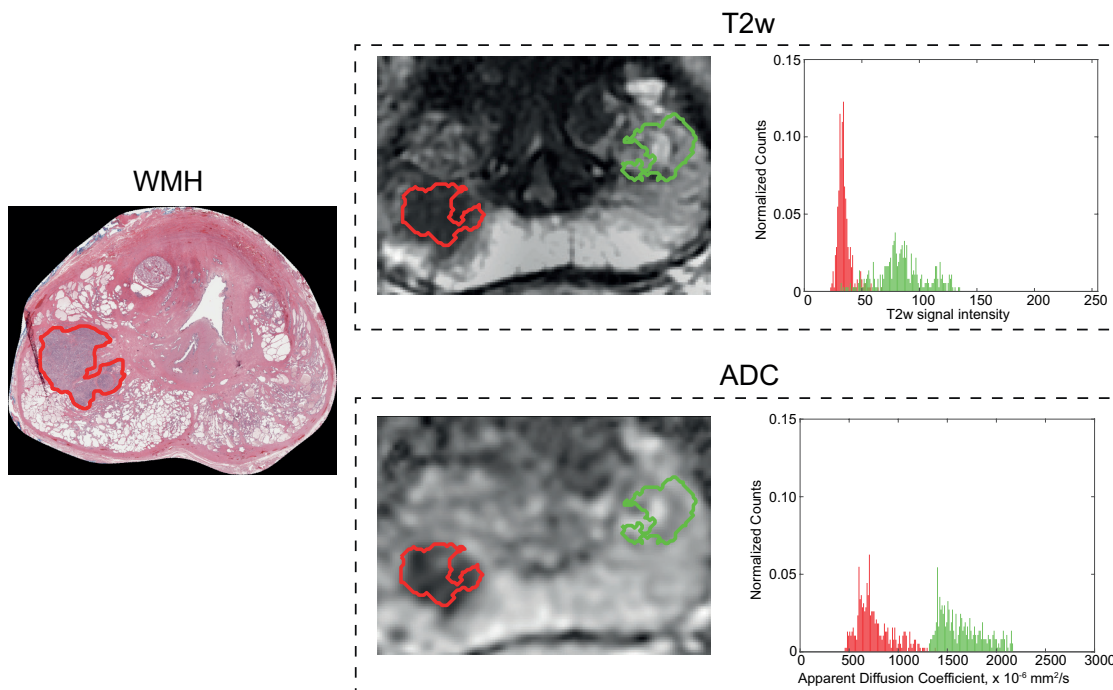 T2w
WMH
0.15
0.10
0.05
0
Normalized Counts
0 50 100 150 200 250
T2w signal intensity
ADC
0.15
0.10
0.05
0
Normalized Counts
500 1000 1500 2000 2500 3000
Apparent Diffusion Coefficient, x 10⁻⁶ mm²/s